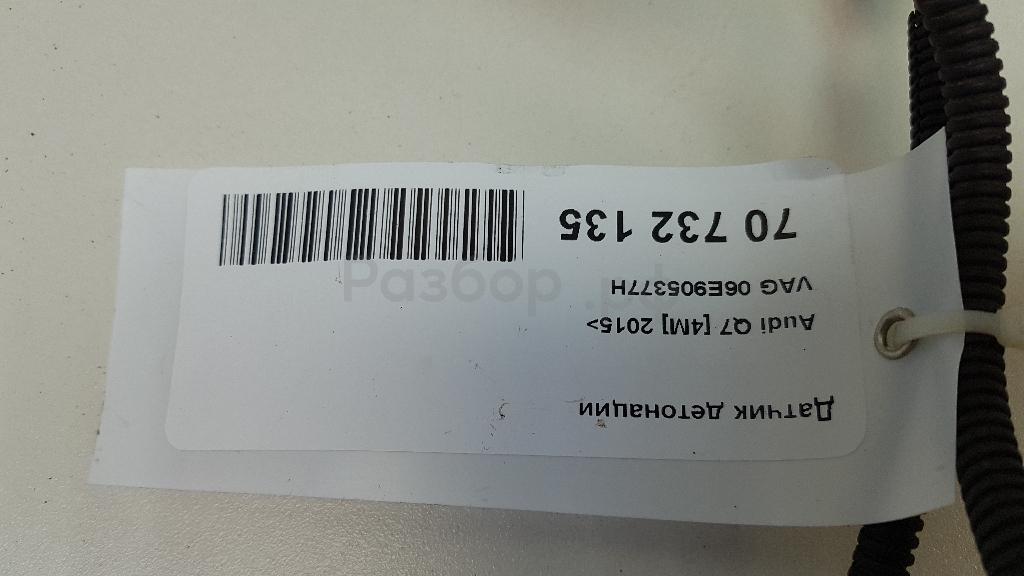 Датчик детонации
Audi Q7 [4M] 2015>
VAG 06E905377H
70 732 135
Разбор